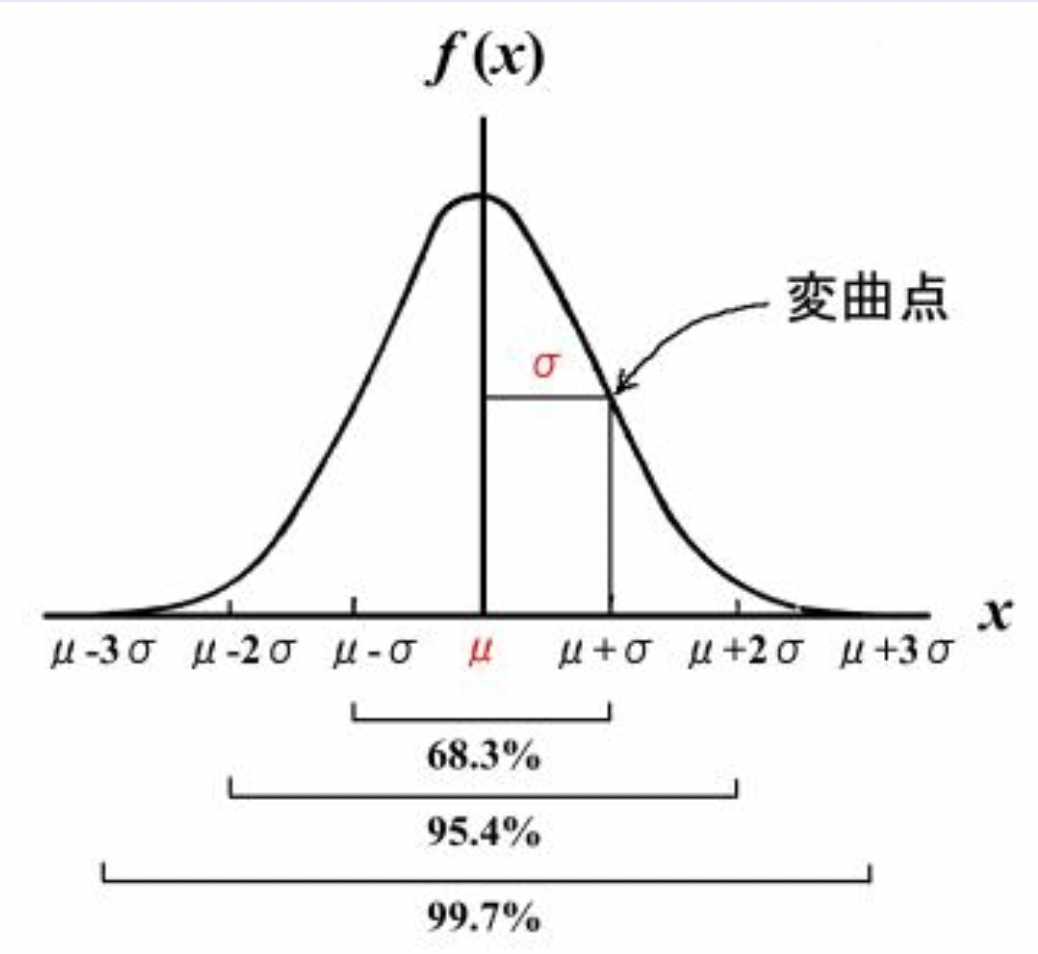 f (x)
変曲点
σ
x
μ-3σ μ-2σ μ-σ μ μ+σ μ+2σ μ+3σ
68.3%
95.4%
99.7%